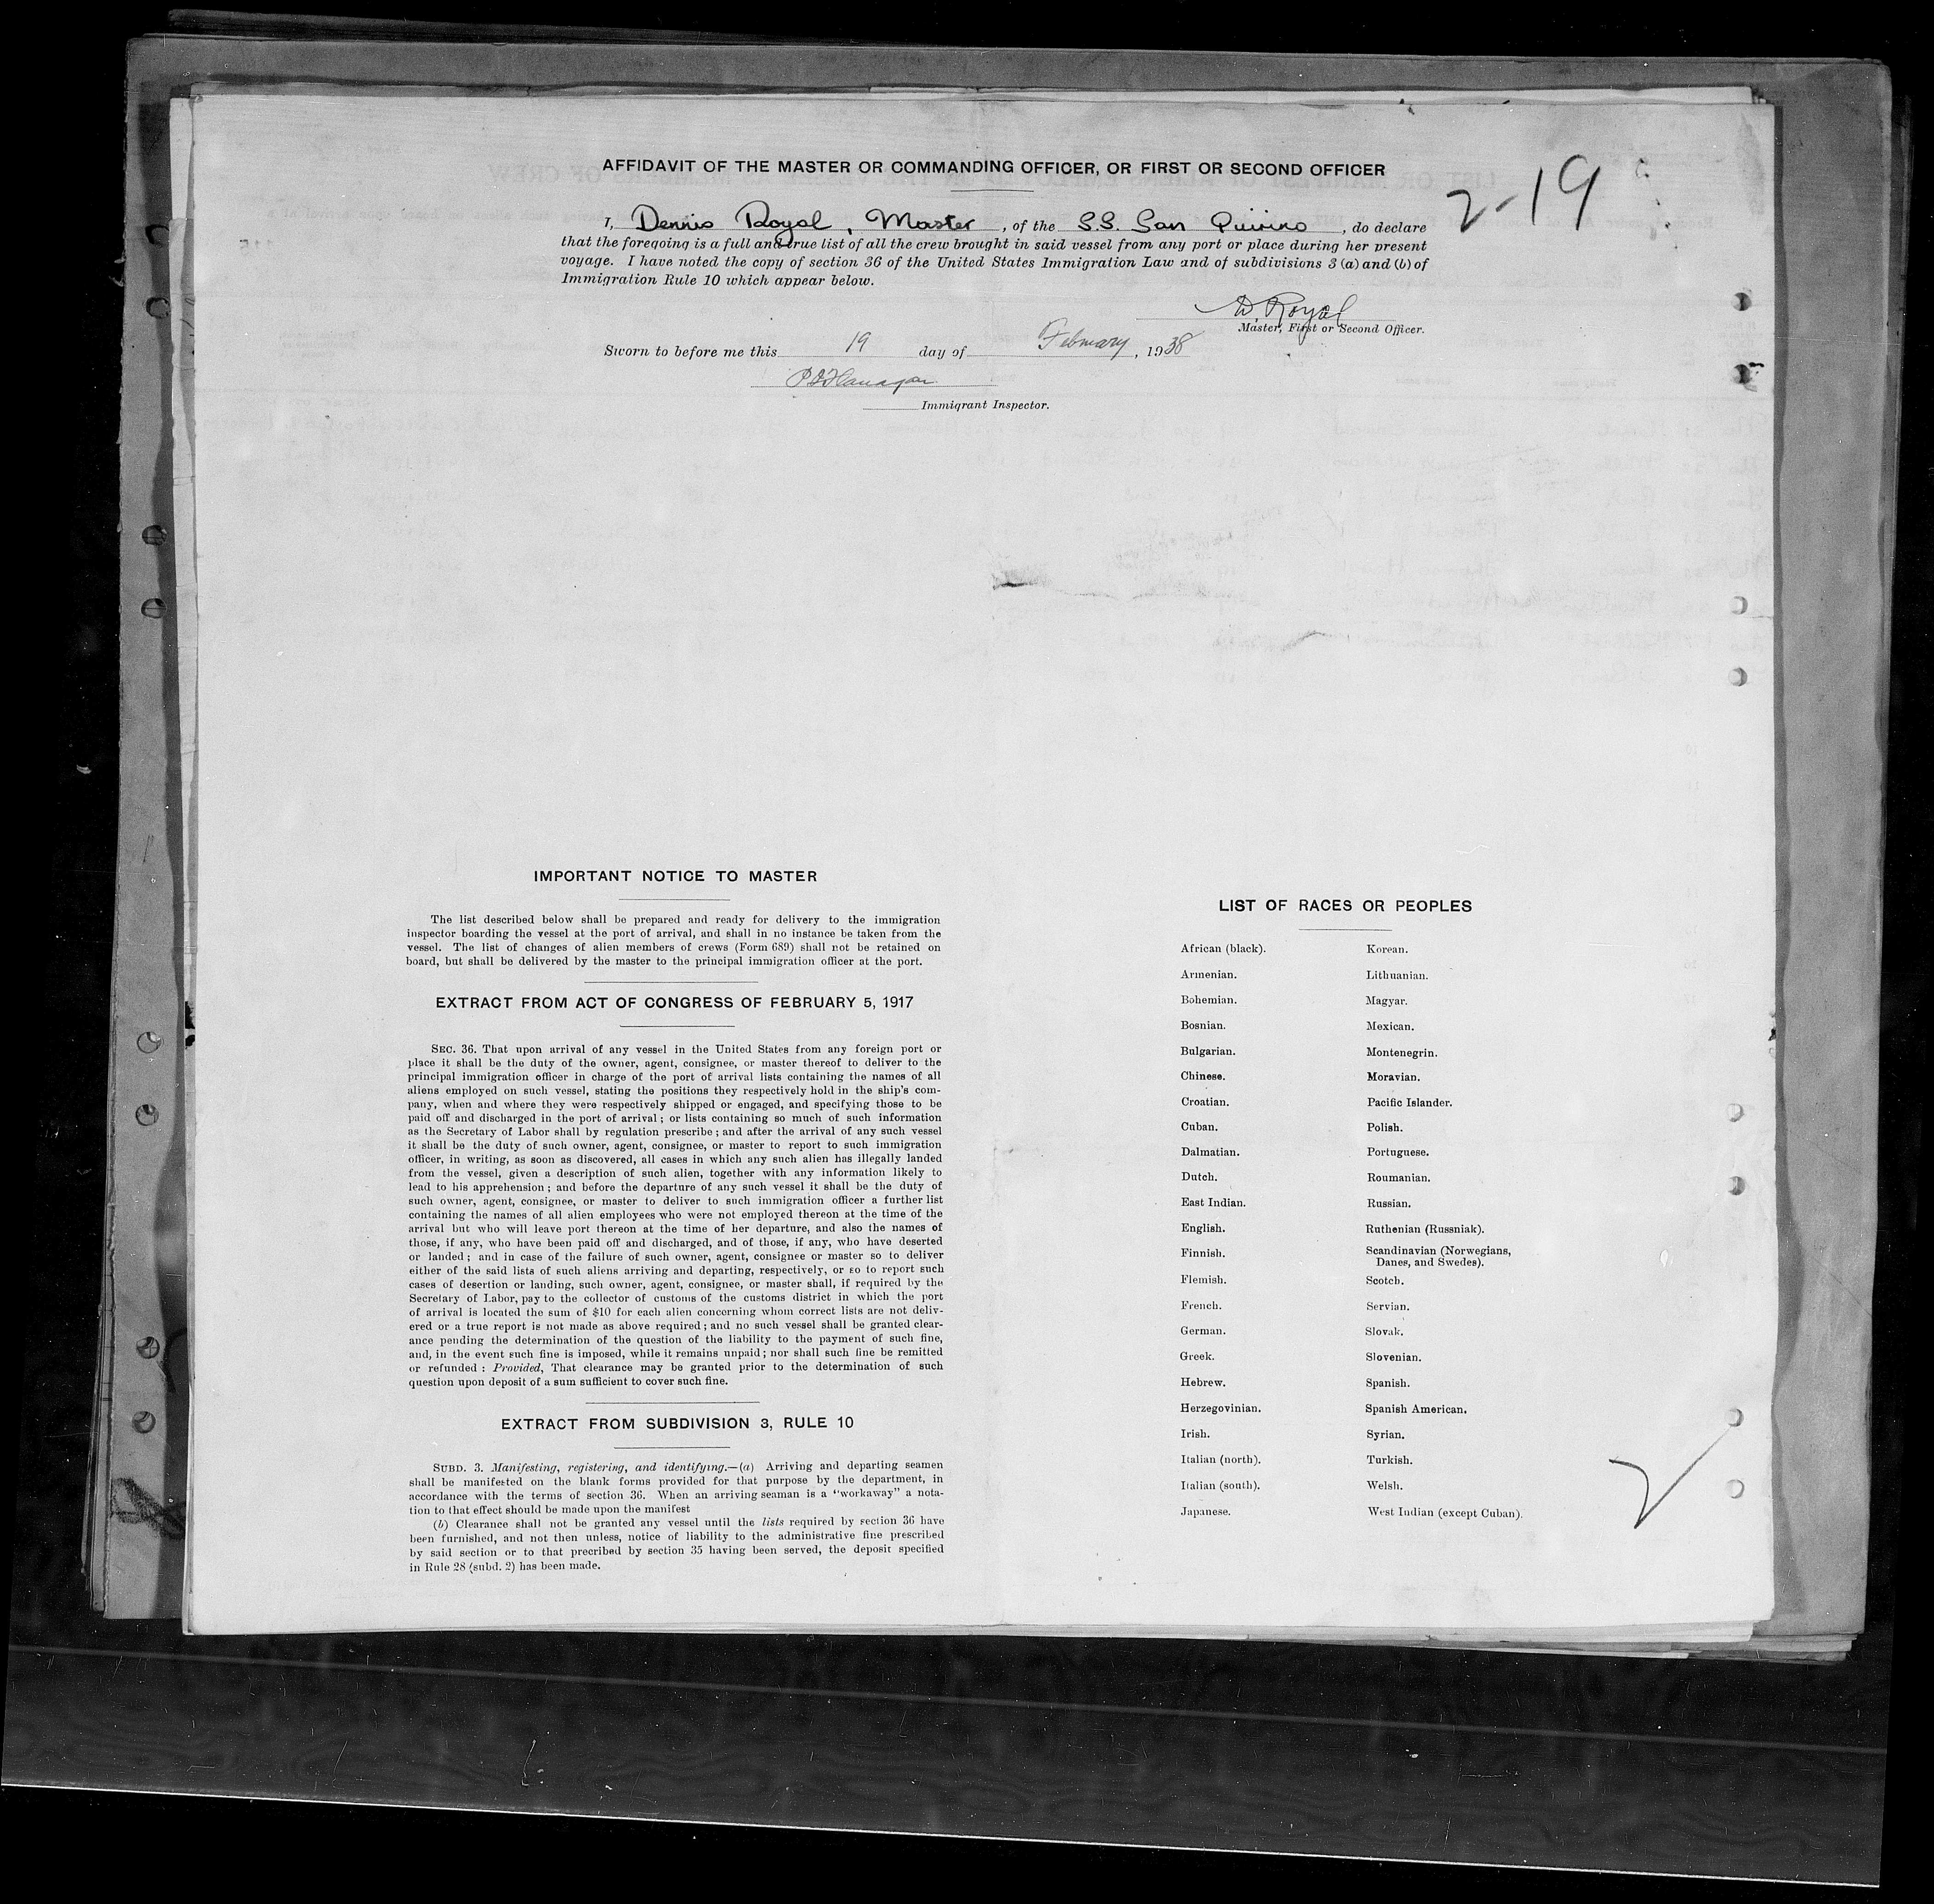 AFFIDAVIT OF THE MASTER OR COMMANDING OFFICER, OR FIRST OR SECOND OFFICER
2-19
I, Dennis Royal, Master, of the S.S. San Quirino, do declare
that the foregoing is a full and true list of all the crew brought in said vessel from any port or place during her present
voyage. I have noted the copy of section 36 of the United States Immigration Law and of subdivisions 3 (a) and (b) of
Immigration Rule 10 which appear below.
D. Royal
Master, First or Second Officer.
Sworn to before me this 19 day of February, 1938
Flanagan
Immigrant Inspector.
IMPORTANT NOTICE TO MASTER
The list described below shall be prepared and ready for delivery to the immigration
inspector boarding the vessel at the port of arrival, and shall in no instance be taken from the
vessel. The list of changes of alien members of crews (Form 689) shall not be retained on
board, but shall be delivered by the master to the principal immigration officer at the port.
EXTRACT FROM ACT OF CONGRESS OF FEBRUARY 5, 1917
SEC. 36. That upon arrival of any vessel in the United States from any foreign port or
place it shall be the duty of the owner, agent, consignee, or master thereof to deliver to the
principal immigration officer in charge of the port of arrival lists containing the names of all
aliens employed on such vessel, stating the positions they respectively hold in the ship's com-
pany, when and where they were respectively shipped or engaged, and specifying those to be
paid off and discharged in the port of arrival; or lists containing so much of such information
as the Secretary of Labor shall by regulation prescribe; and after the arrival of any such vessel
it shall be the duty of such owner, agent, consignee, or master to report to such immigration
officer, in writing, as soon as discovered, all cases in which any such alien has illegally landed
from the vessel, given a description of such alien, together with any information likely to
lead to his apprehension; and before the departure of any such vessel it shall be the duty of
such owner, agent, consignee, or master to deliver to such immigration officer a further list
containing the names of all alien employees who were not employed thereon at the time of the
arrival but who will leave port thereon at the time of her departure, and also the names of
those, if any, who have been paid off and discharged, and of those, if any, who have deserted
or landed; and in case of the failure of such owner, agent, consignee or master so to deliver
either of the said lists of such aliens arriving and departing, respectively, or so to report such
cases of desertion or landing, such owner, agent, consignee, or master shall, if required by the
Secretary of Labor, pay to the collector of customs of the customs district in which the port
of arrival is located the sum of $10 for each alien concerning whom correct lists are not deliv-
ered or a true report is not made as above required; and no such vessel shall be granted clear-
ance pending the determination of the question of the liability to the payment of such fine,
and, in the event such fine is imposed, while it remains unpaid; nor shall such fine be remitted
or refunded: Provided, That clearance may be granted prior to the determination of such
question upon deposit of a sum sufficient to cover such fine.
EXTRACT FROM SUBDIVISION 3, RULE 10
SUBD. 3. Manifesting, registering, and identifying.—(a) Arriving and departing seamen
shall be manifested on the blank forms provided for that purpose by the department, in
accordance with the terms of section 36. When an arriving seaman is a "workaway" a nota-
tion to that effect should be made upon the manifest
(b) Clearance shall not be granted any vessel until the lists required by section 36 have
been furnished, and not then unless, notice of liability to the administrative fine prescribed
by said section or to that precribed by section 35 having been served, the deposit specified
in Rule 28 (subd. 2) has been made.
LIST OF RACES OR PEOPLES
African (black).
Armenian.
Bohemian.
Bosnian.
Bulgarian.
Chinese.
Croatian.
Cuban.
Dalmatian.
Dutch.
East Indian.
English.
Finnish.
Flemish.
French.
German.
Greek.
Hebrew.
Herzegovinian.
Irish.
Italian (north).
Italian (south).
Japanese.
Korean.
Lithuanian.
Magyar.
Mexican.
Montenegrin.
Moravian.
Pacific Islander.
Polish.
Portuguese.
Roumanian.
Russian.
Ruthenian (Russniak).
Scandinavian (Norwegians,
Danes, and Swedes).
Scotch.
Servian.
Slovak.
Slovenian.
Spanish.
Spanish American.
Syrian.
Turkish.
Welsh.
West Indian (except Cuban).